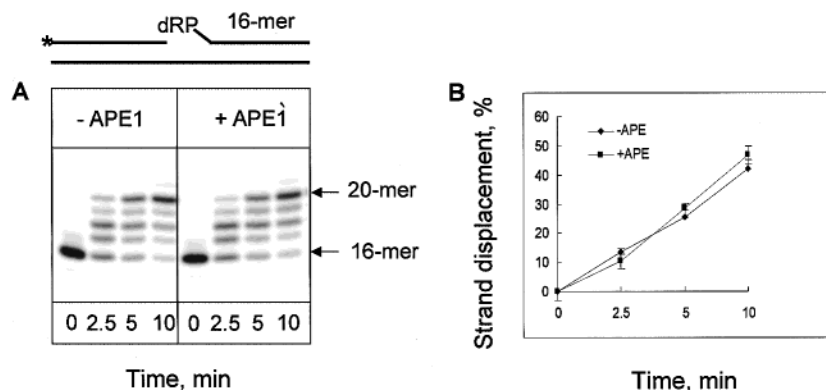 dRP 16-mer
*
A
- APE1 + APE1̀
20-mer
16-mer
0 2.5 5 10 0 2.5 5 10
Time, min
B
Strand displacement, %
60
50
40
30
20
10
0
-APE
+APE
0 2.5 5 10
Time, min